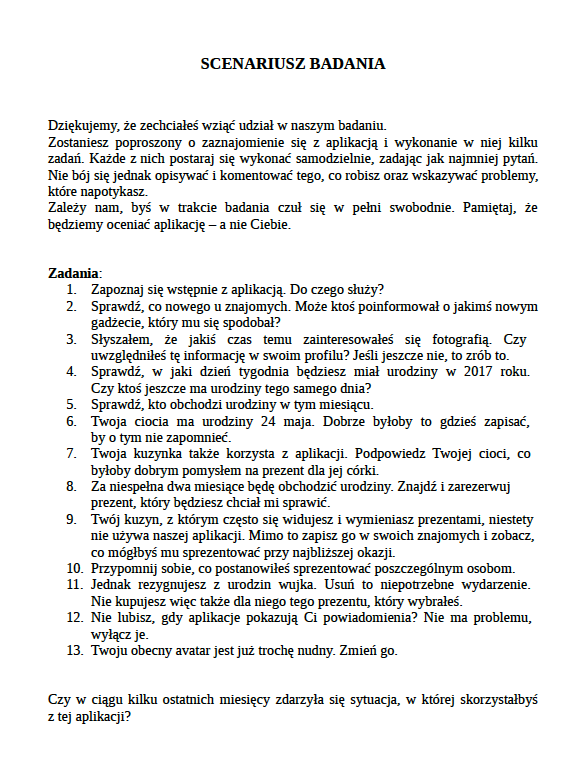 SCENARIUSZ BADANIA
Dziękujemy, że zechciałeś wziąć udział w naszym badaniu.
Zostaniesz poproszony o zaznajomienie się z aplikacją i wykonanie w niej kilku
zadań. Każde z nich postaraj się wykonać samodzielnie, zadając jak najmniej pytań.
Nie bój się jednak opisywać i komentować tego, co robisz oraz wskazywać problemy,
które napotykasz.
Zależy nam, byś w trakcie badania czuł się w pełni swobodnie. Pamiętaj, że
będziemy oceniać aplikację – a nie Ciebie.
Zadania:
1. Zapoznaj się wstępnie z aplikacją. Do czego służy?
2. Sprawdź, co nowego u znajomych. Może ktoś poinformował o jakimś nowym
gadżecie, który mu się spodobał?
3. Słyszałem, że jakiś czas temu zainteresowałeś się fotografią. Czy
uwzględniłeś tę informację w swoim profilu? Jeśli jeszcze nie, to zrób to.
4. Sprawdź, w jaki dzień tygodnia będziesz miał urodziny w 2017 roku.
Czy ktoś jeszcze ma urodziny tego samego dnia?
5. Sprawdź, kto obchodzi urodziny w tym miesiącu.
6. Twoja ciocia ma urodziny 24 maja. Dobrze byłoby to gdzieś zapisać,
by o tym nie zapomnieć.
7. Twoja kuzynka także korzysta z aplikacji. Podpowiedz Twojej cioci, co
byłoby dobrym pomysłem na prezent dla jej córki.
8. Za niespełna dwa miesiące będę obchodzić urodziny. Znajdź i zarezerwuj
prezent, który będziesz chciał mi sprawić.
9. Twój kuzyn, z którym często się widujesz i wymieniasz prezentami, niestety
nie używa naszej aplikacji. Mimo to zapisz go w swoich znajomych i zobacz,
co mógłbyś mu sprezentować przy najbliższej okazji.
10. Przypomnij sobie, co postanowiłeś sprezentować poszczególnym osobom.
11. Jednak rezygnujesz z urodzin wujka. Usuń to niepotrzebne wydarzenie.
Nie kupujesz więc także dla niego tego prezentu, który wybrałeś.
12. Nie lubisz, gdy aplikacje pokazują Ci powiadomienia? Nie ma problemu,
wyłącz je.
13. Twoju obecny avatar jest już trochę nudny. Zmień go.
Czy w ciągu kilku ostatnich miesięcy zdarzyła się sytuacja, w której skorzystałbyś
z tej aplikacji?